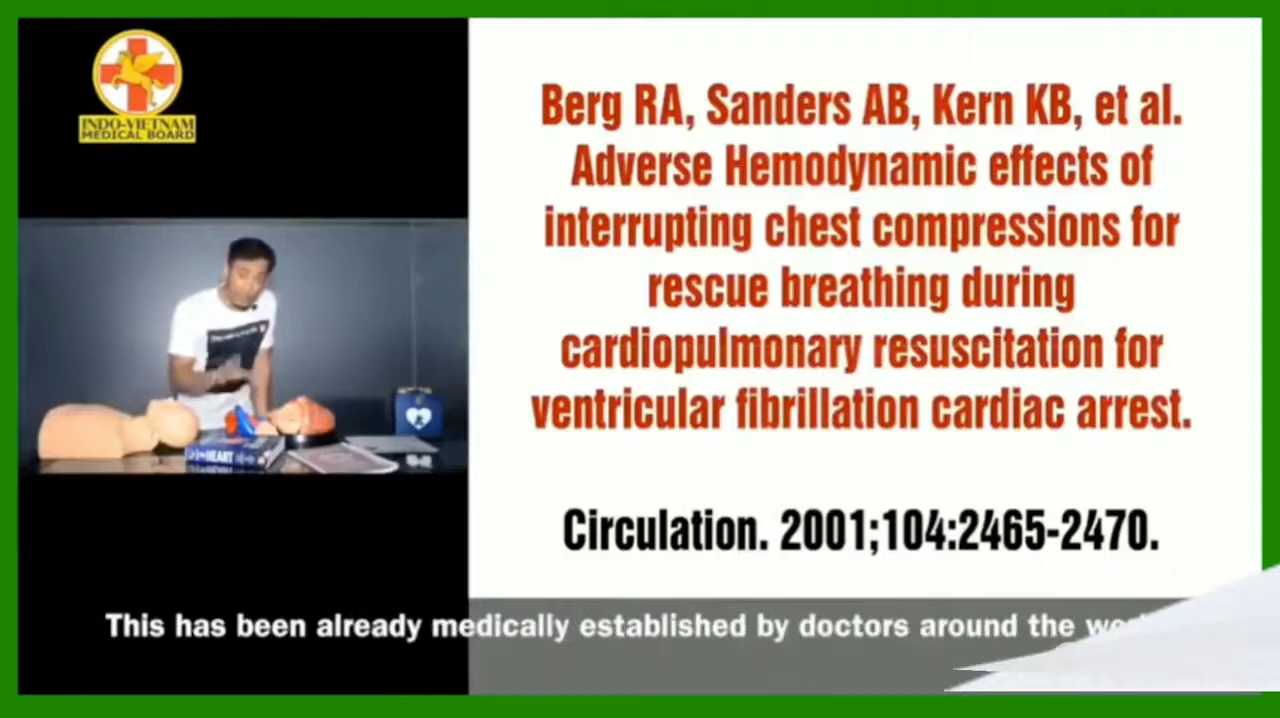 INDO-VIETNAM
MEDICAL BOARD
Berg RA, Sanders AB, Kern KB, et al.
Adverse Hemodynamic effects of
interrupting chest compressions for
rescue breathing during
cardiopulmonary resuscitation for
ventricular fibrillation cardiac arrest.
Circulation. 2001;104:2465-2470.
HEART
This has been already medically established by doctors around the